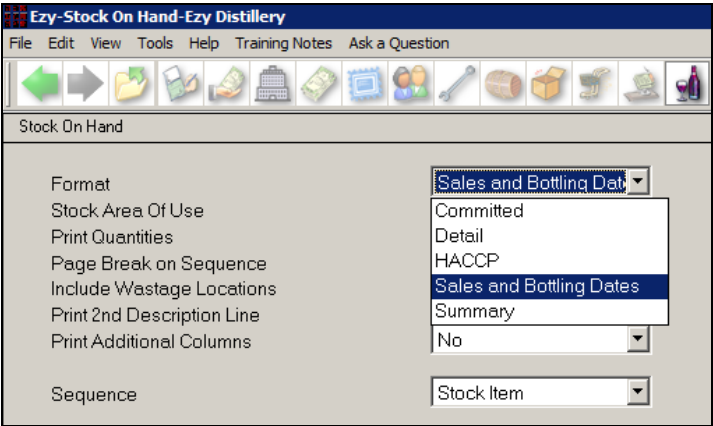 Ezy-Stock On Hand-Ezy Distillery
File Edit View Tools Help Training Notes Ask a Question
Stock On Hand
Format Sales and Bottling Dat
Stock Area Of Use Committed
Print Quantities Detail
Page Break on Sequence HACCP
Include Wastage Locations Sales and Bottling Dates
Print 2nd Description Line Summary
Print Additional Columns No
Sequence Stock Item